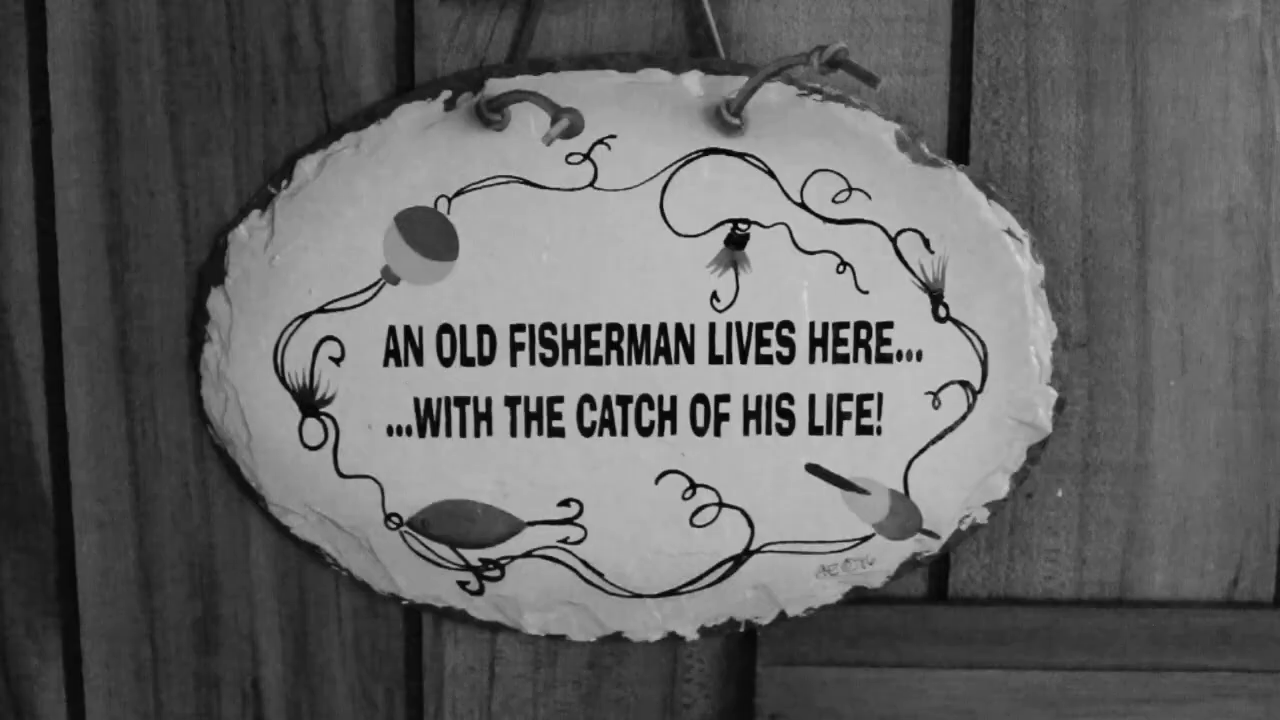 AN OLD FISHERMAN LIVES HERE...
...WITH THE CATCH OF HIS LIFE!